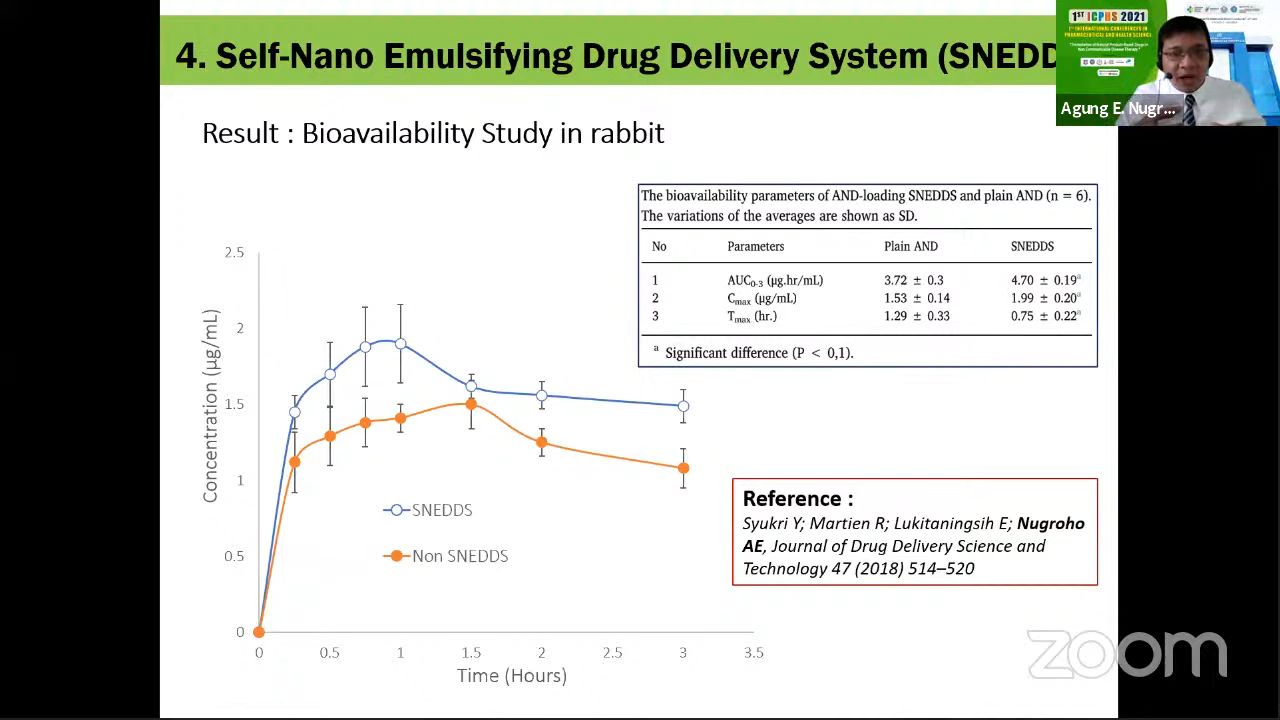 4. Self-Nano Emulsifying Drug Delivery System (SNEDD
1ST ICPHS 2021
Agung E. Nugr...
Result : Bioavailability Study in rabbit
The bioavailability parameters of AND-loading SNEDDS and plain AND (n = 6).
The variations of the averages are shown as SD.
No Parameters Plain AND SNEDDS
1 AUC0-3 (μg.hr/mL) 3.72 ± 0.3 4.70 ± 0.19a
2 Cmax (μg/mL) 1.53 ± 0.14 1.99 ± 0.20a
3 Tmax (hr.) 1.29 ± 0.33 0.75 ± 0.22a
a Significant difference (P < 0,1).
Concentration (μg/mL)
2.5
2
1.5
1
0.5
0
SNEDDS
Non SNEDDS
0 0.5 1 1.5 2 2.5 3 3.5
Time (Hours)
Reference :
Syukri Y; Martien R; Lukitaningsih E; Nugroho
AE, Journal of Drug Delivery Science and
Technology 47 (2018) 514–520
zoom